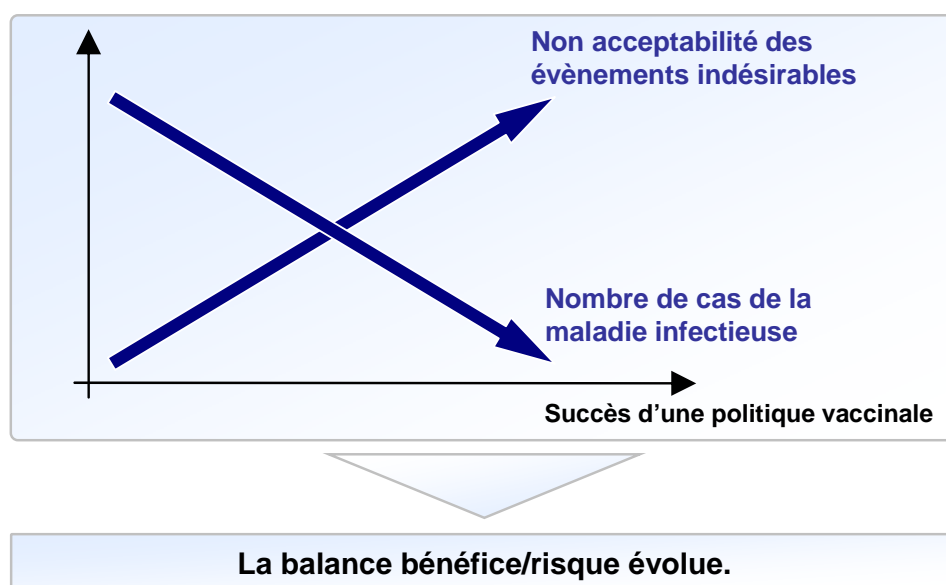 Non acceptabilité des
évènements indésirables
Nombre de cas de la
maladie infectieuse
Succès d’une politique vaccinale
La balance bénéfice/risque évolue.